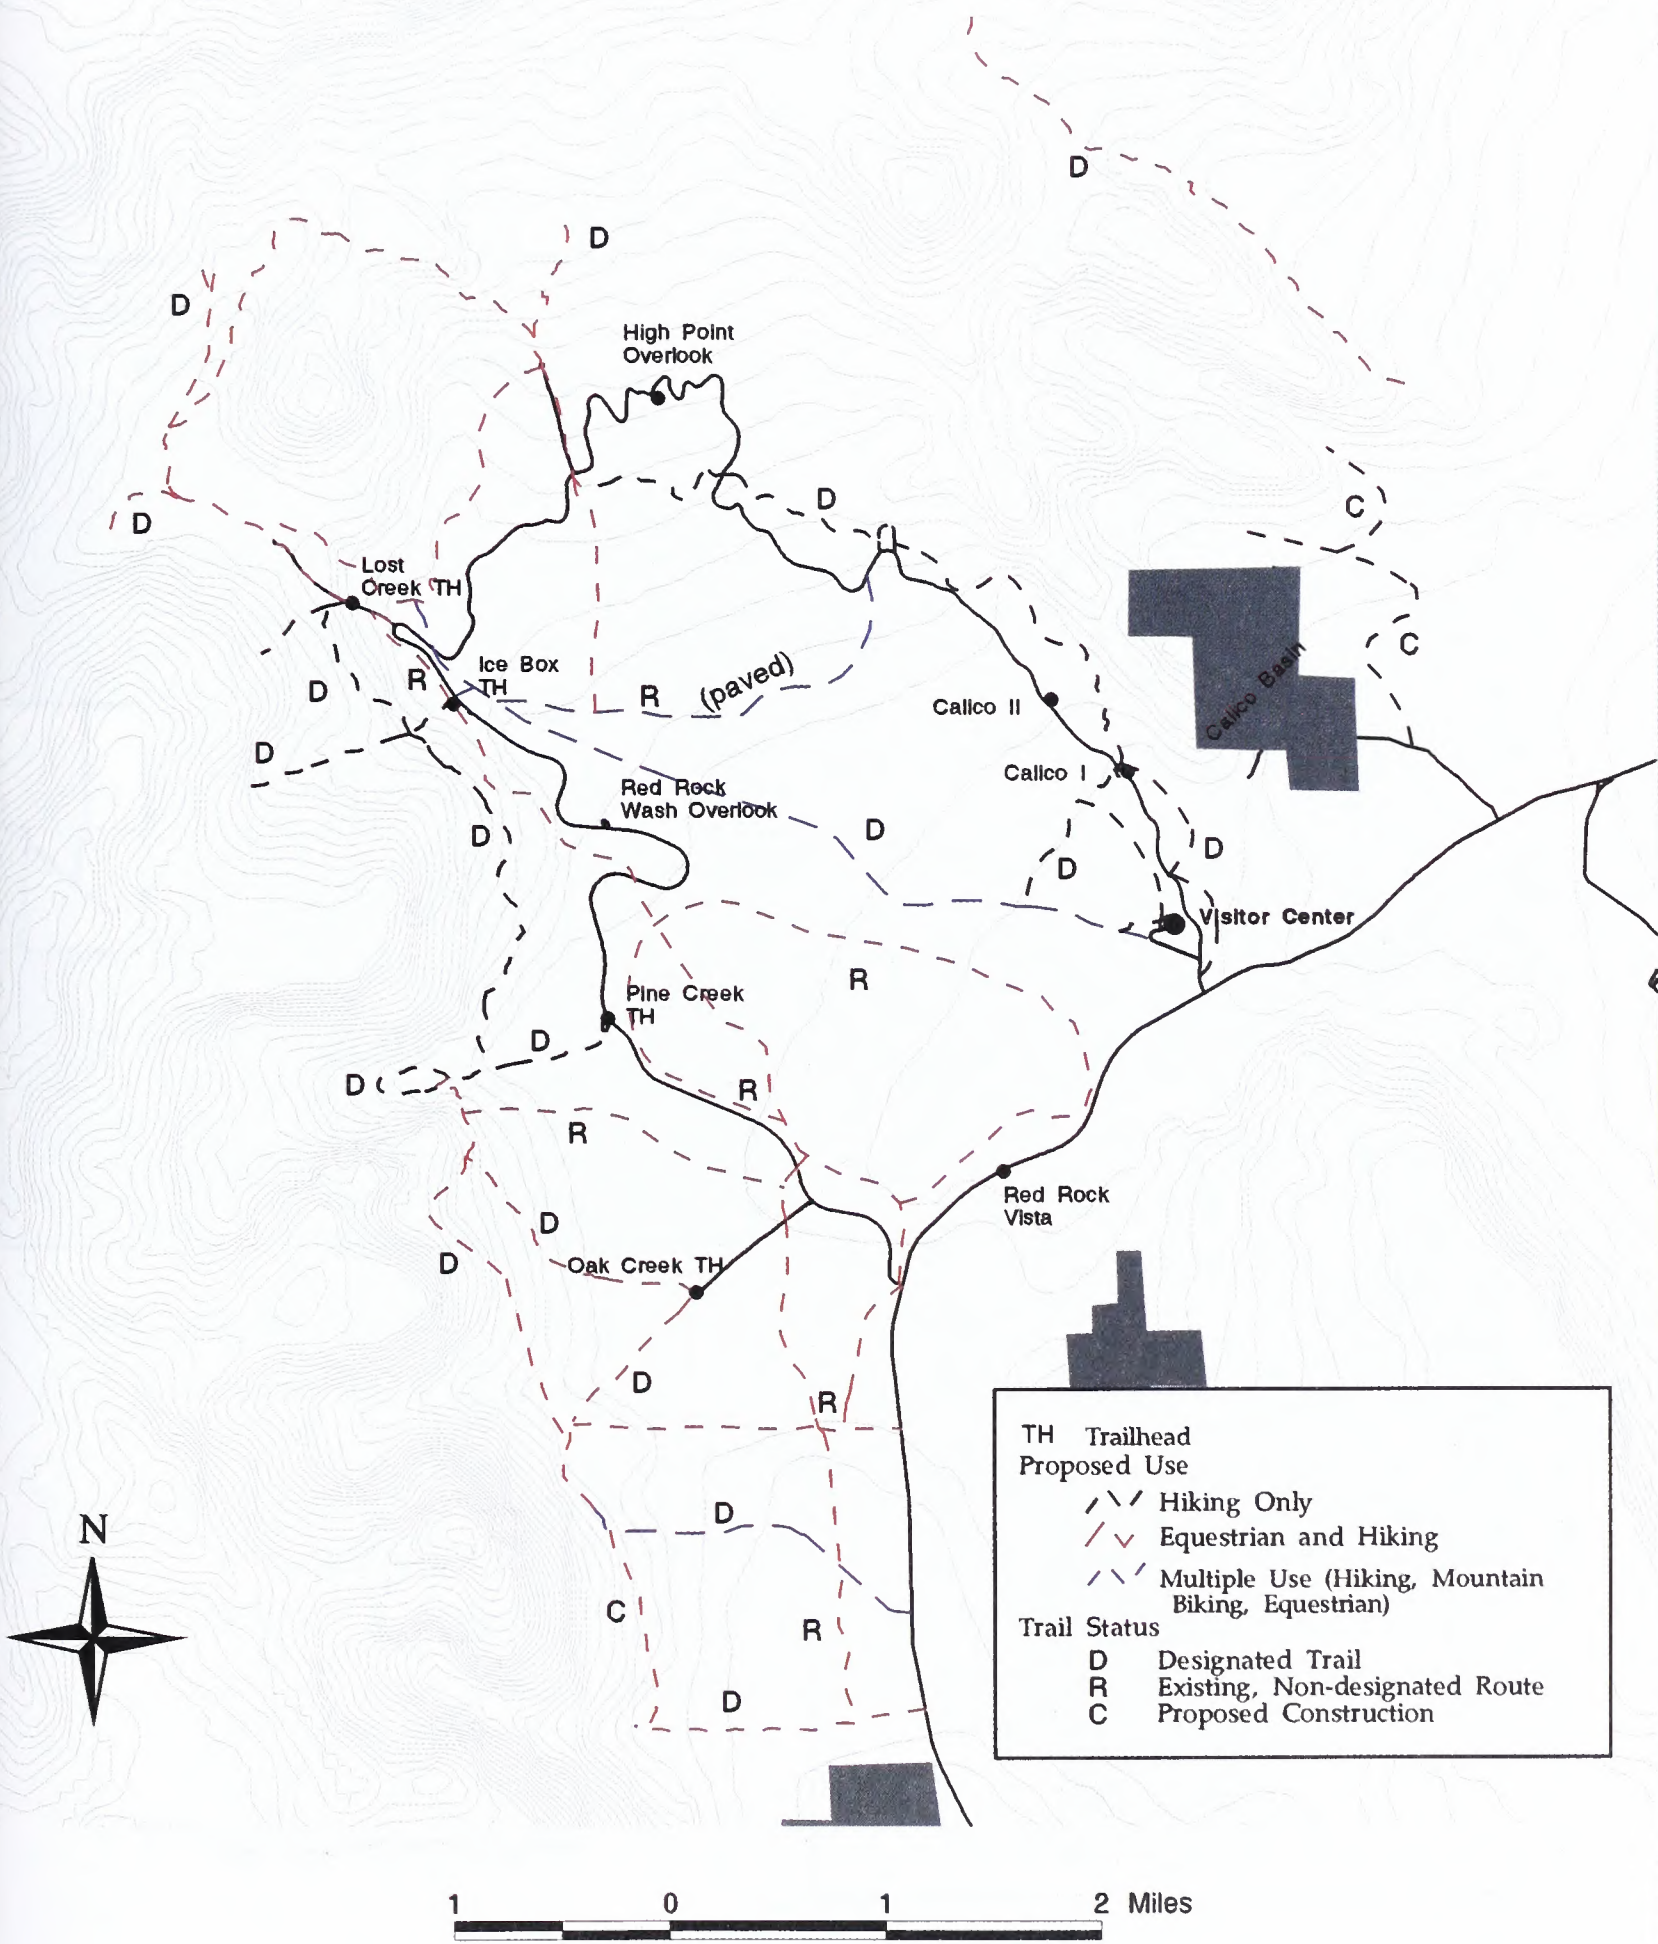 D
D
D
High Point
Overlook
D
C
D
Lost
Creek TH
C
Calico Basin
Ice Box
TH
R
D
R
(paved)
Calico II
D
Calico I
Red Rock
Wash Overlook
D
D
D
D
Visitor Center
R
Pine Creek
TH
D
D
R
R
Red Rock
Vista
D
D
Oak Creek TH
D
R
TH Trailhead
Proposed Use
Hiking Only
Equestrian and Hiking
Multiple Use (Hiking, Mountain
Biking, Equestrian)
Trail Status
D Designated Trail
R Existing, Non-designated Route
C Proposed Construction
D
N
C
R
D
1 0 1 2 Miles